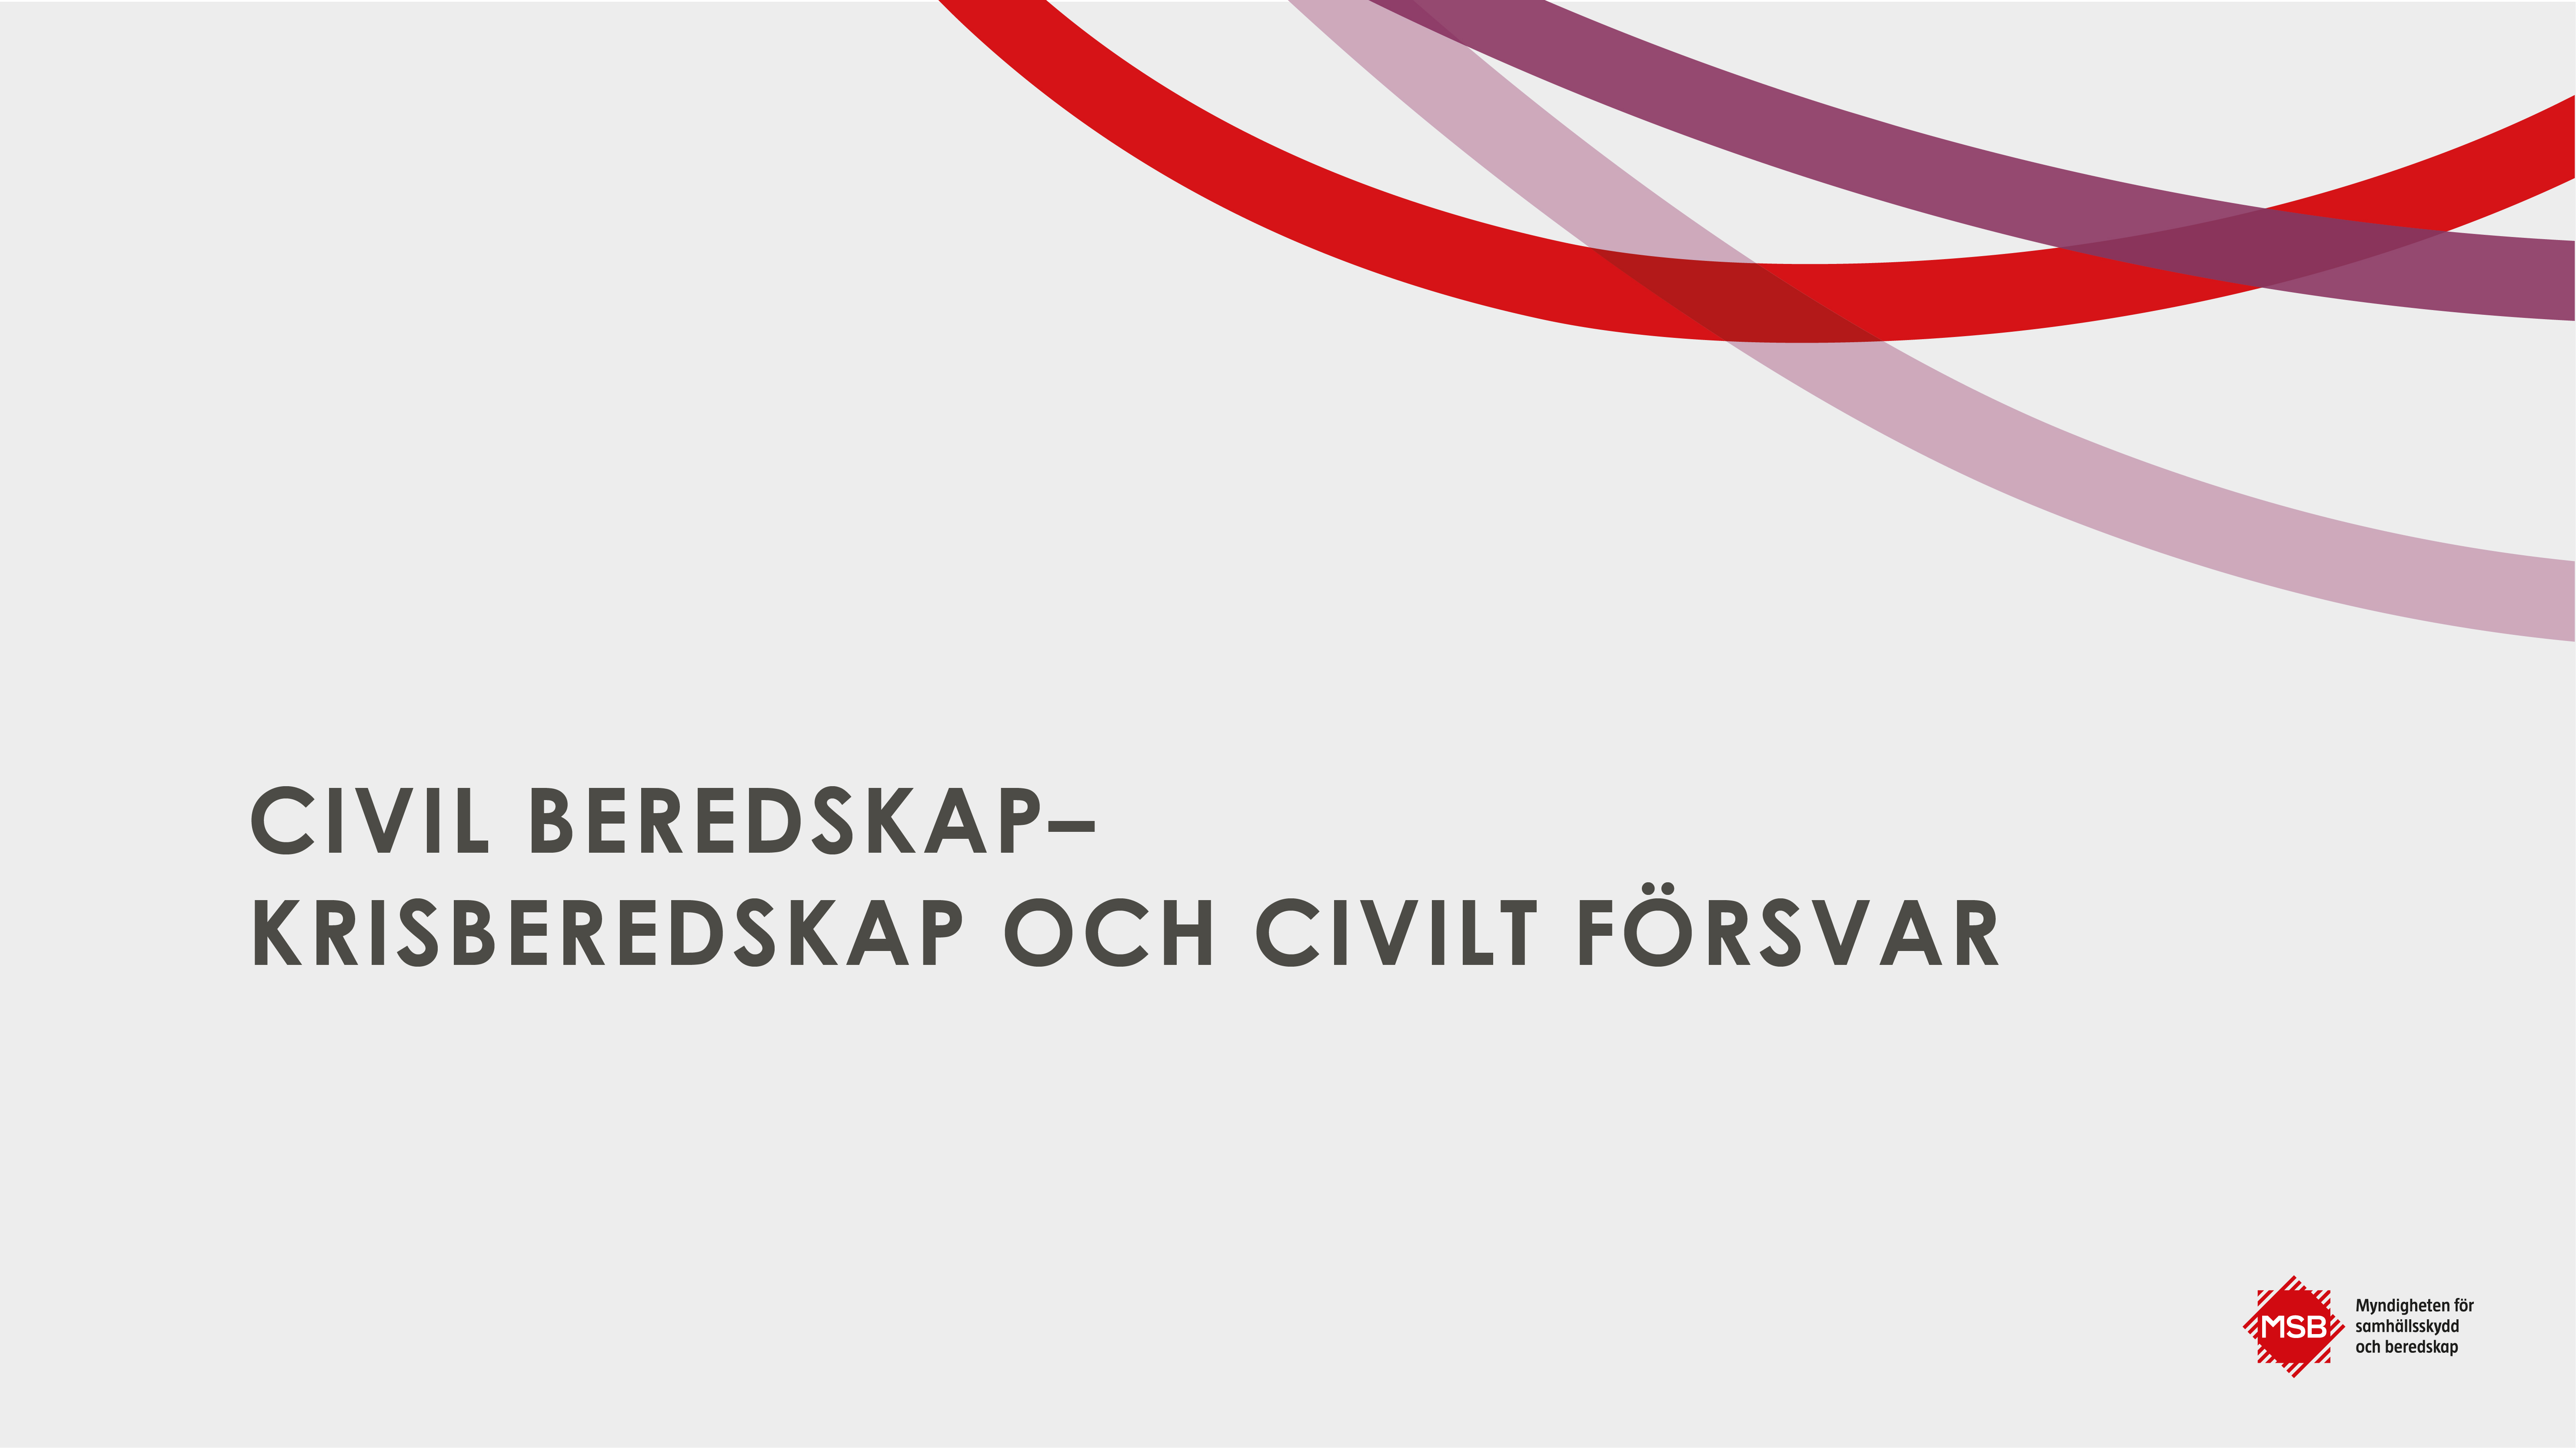 CIVIL BEREDSKAP–
KRISBEREDSKAP OCH CIVILT FÖRSVAR
MSB
Myndigheten för
samhällsskydd
och beredskap